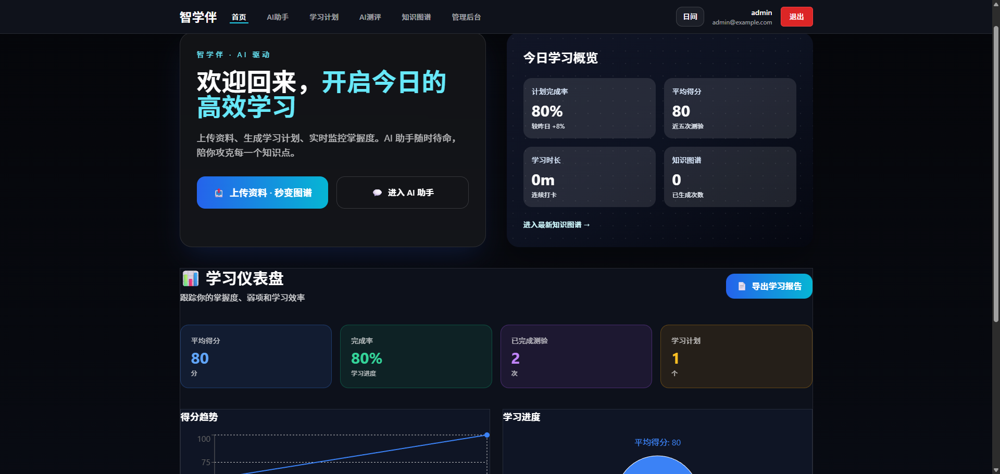 智学伴
首页
AI助手
学习计划
AI测评
知识图谱
管理后台
日间
admin
admin@example.com
退出
智学伴 · AI 驱动
欢迎回来，开启今日的
高效学习
上传资料、生成学习计划、实时监控掌握度。AI 助手随时待命，
陪你攻克每一个知识点。
上传资料 · 秒变图谱
进入 AI 助手
今日学习概览
计划完成率
80%
较昨日 +8%
平均得分
80
近五次测验
学习时长
0m
连续打卡
知识图谱
0
已生成次数
进入最新知识图谱 →
学习仪表盘
跟踪你的掌握度、弱项和学习效率
导出学习报告
平均得分
80
分
完成率
80%
学习进度
已完成测验
2
次
学习计划
1
个
得分趋势
100
75
学习进度
平均得分: 80